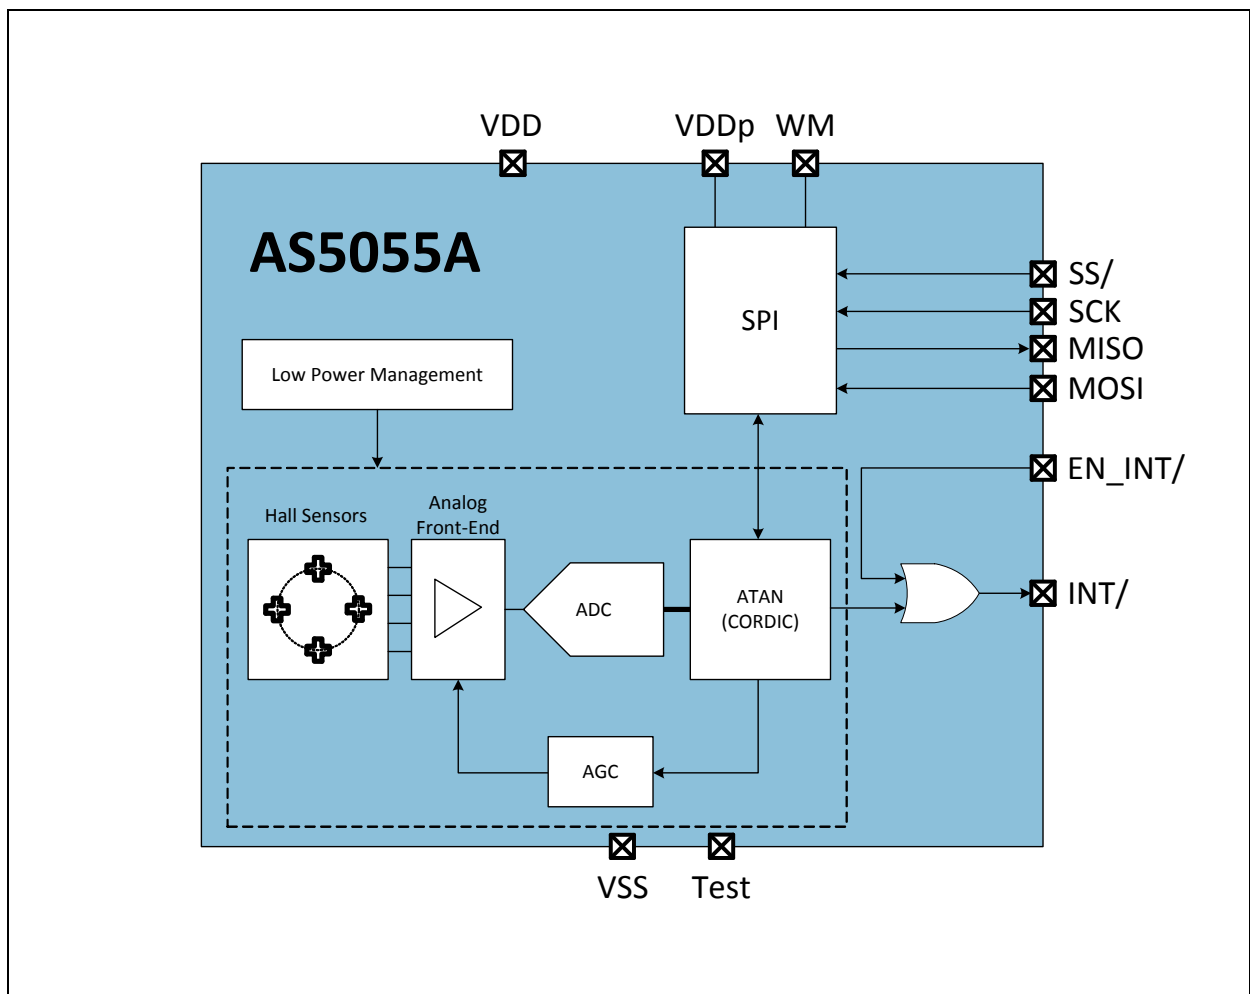 VDD
VDDp
WM
AS5055A
SPI
SS/
SCK
MISO
MOSI
Low Power Management
EN_INT/
Hall Sensors
Analog
Front-End
ADC
ATAN
(CORDIC)
INT/
AGC
VSS
Test